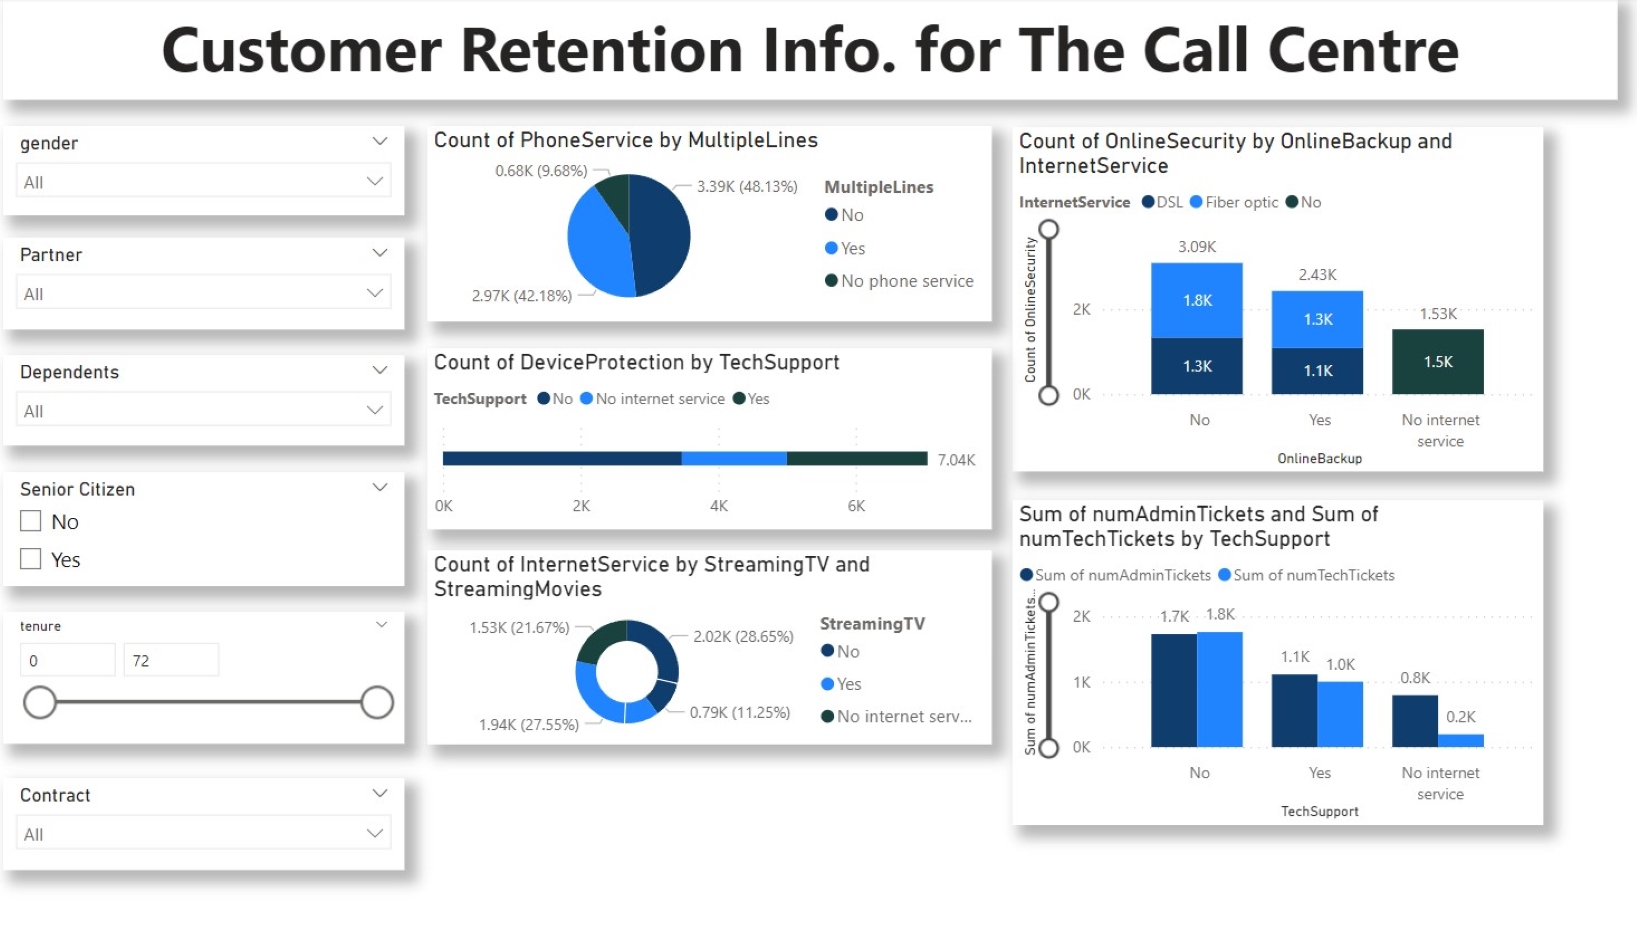 Customer Retention Info. for The Call Centre
gender
All
Partner
All
Dependents
All
Senior Citizen
No
Yes
tenure
0
72
Contract
All
Count of PhoneService by MultipleLines
0.68K (9.68%)
3.39K (48.13%)
2.97K (42.18%)
MultipleLines
No
Yes
No phone service
Count of DeviceProtection by TechSupport
TechSupport No No internet service Yes
7.04K
0K 2K 4K 6K
Count of InternetService by StreamingTV and
StreamingMovies
1.53K (21.67%)
2.02K (28.65%)
0.79K (11.25%)
1.94K (27.55%)
StreamingTV
No
Yes
No internet serv...
Count of OnlineSecurity by OnlineBackup and
InternetService
InternetService DSL Fiber optic No
Count of OnlineSecurity
3.09K
2.43K
1.53K
2K
1.8K
1.3K
1.3K
1.1K
1.5K
0K
No
Yes
No internet
service
OnlineBackup
Sum of numAdminTickets and Sum of
numTechTickets by TechSupport
Sum of numAdminTickets Sum of numTechTickets
Sum of numAdminTickets...
2K
1K
0K
1.7K
1.8K
1.1K
1.0K
0.8K
0.2K
No
Yes
No internet
service
TechSupport